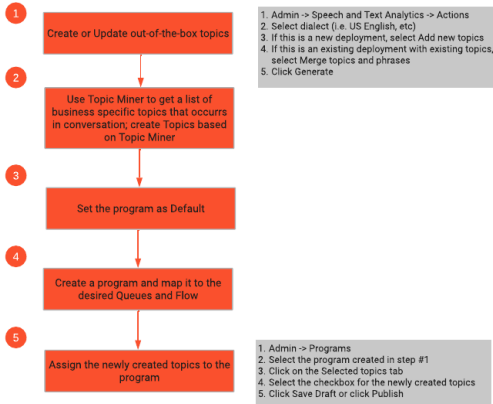 1
Create or Update out-of-the-box topics
1. Admin -> Speech and Text Analytics -> Actions
2. Select dialect (i.e. US English, etc)
3. If this is a new deployment, select Add new topics
4. If this is an existing deployment with existing topics,
select Merge topics and phrases
5. Click Generate
2
Use Topic Miner to get a list of
business specific topics that occurrs
in conversation; create Topics based
on Topic Miner
3
Set the program as Default
4
Create a program and map it to the
desired Queues and Flow
5
Assign the newly created topics to the
program
1. Admin -> Programs
2. Select the program created in step #1
3. Click on the Selected topics tab
4. Select the checkbox for the newly created topics
5. Click Save Draft or click Publish